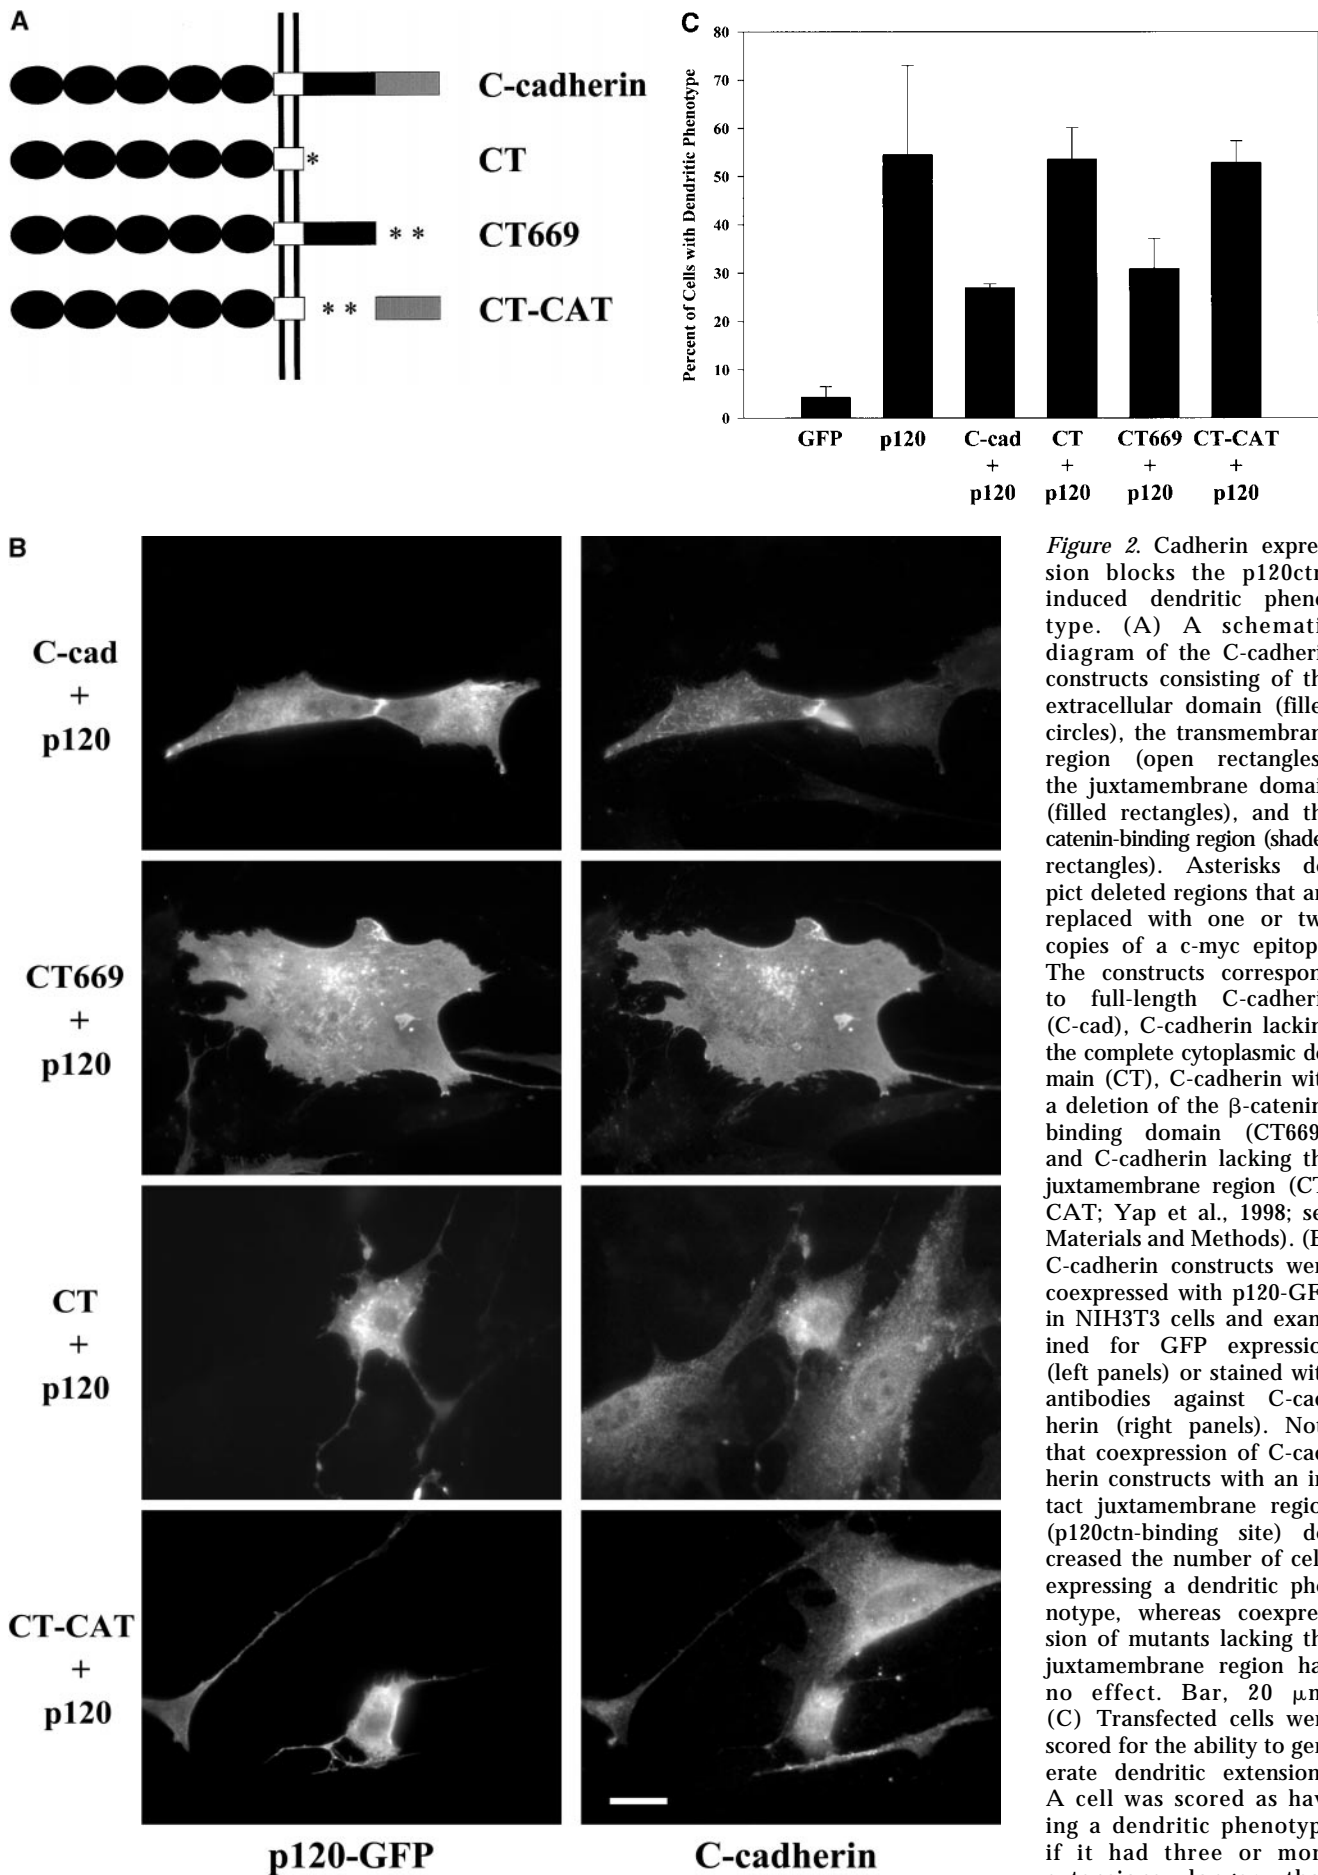 A
C-cadherin
CT
*
CT669
* *
CT-CAT
* *
C
Percent of Cells with Dendritic Phenotype
80
70
60
50
40
30
20
10
0
GFP
p120
C-cad
+
p120
CT
+
p120
CT669
+
p120
CT-CAT
+
p120
B
C-cad
+
p120
CT669
+
p120
CT
+
p120
CT-CAT
+
p120
p120-GFP
C-cadherin
Figure 2. Cadherin expre
sion blocks the p120ctn
induced dendritic pheno
type. (A) A schemati
diagram of the C-cadheri
constructs consisting of th
extracellular domain (fille
circles), the transmembran
region (open rectangles
the juxtamembrane domai
(filled rectangles), and th
catenin-binding region (shade
rectangles). Asterisks de
pict deleted regions that ar
replaced with one or tw
copies of a c-myc epitop
The constructs correspon
to full-length C-cadheri
(C-cad), C-cadherin lackin
the complete cytoplasmic do
main (CT), C-cadherin wit
a deletion of the β-catenin
binding domain (CT669
and C-cadherin lacking th
juxtamembrane region (CT
CAT; Yap et al., 1998; se
Materials and Methods). (B
C-cadherin constructs wer
coexpressed with p120-GF
in NIH3T3 cells and exam
ined for GFP expressio
(left panels) or stained wit
antibodies against C-cad
herin (right panels). Not
that coexpression of C-cad
herin constructs with an in
tact juxtamembrane regio
(p120ctn-binding site) de
creased the number of cell
expressing a dendritic phe
notype, whereas coexpres
sion of mutants lacking th
juxtamembrane region ha
no effect. Bar, 20 μm
(C) Transfected cells wer
scored for the ability to gen
erate dendritic extension
A cell was scored as hav
ing a dendritic phenotyp
if it had three or mor